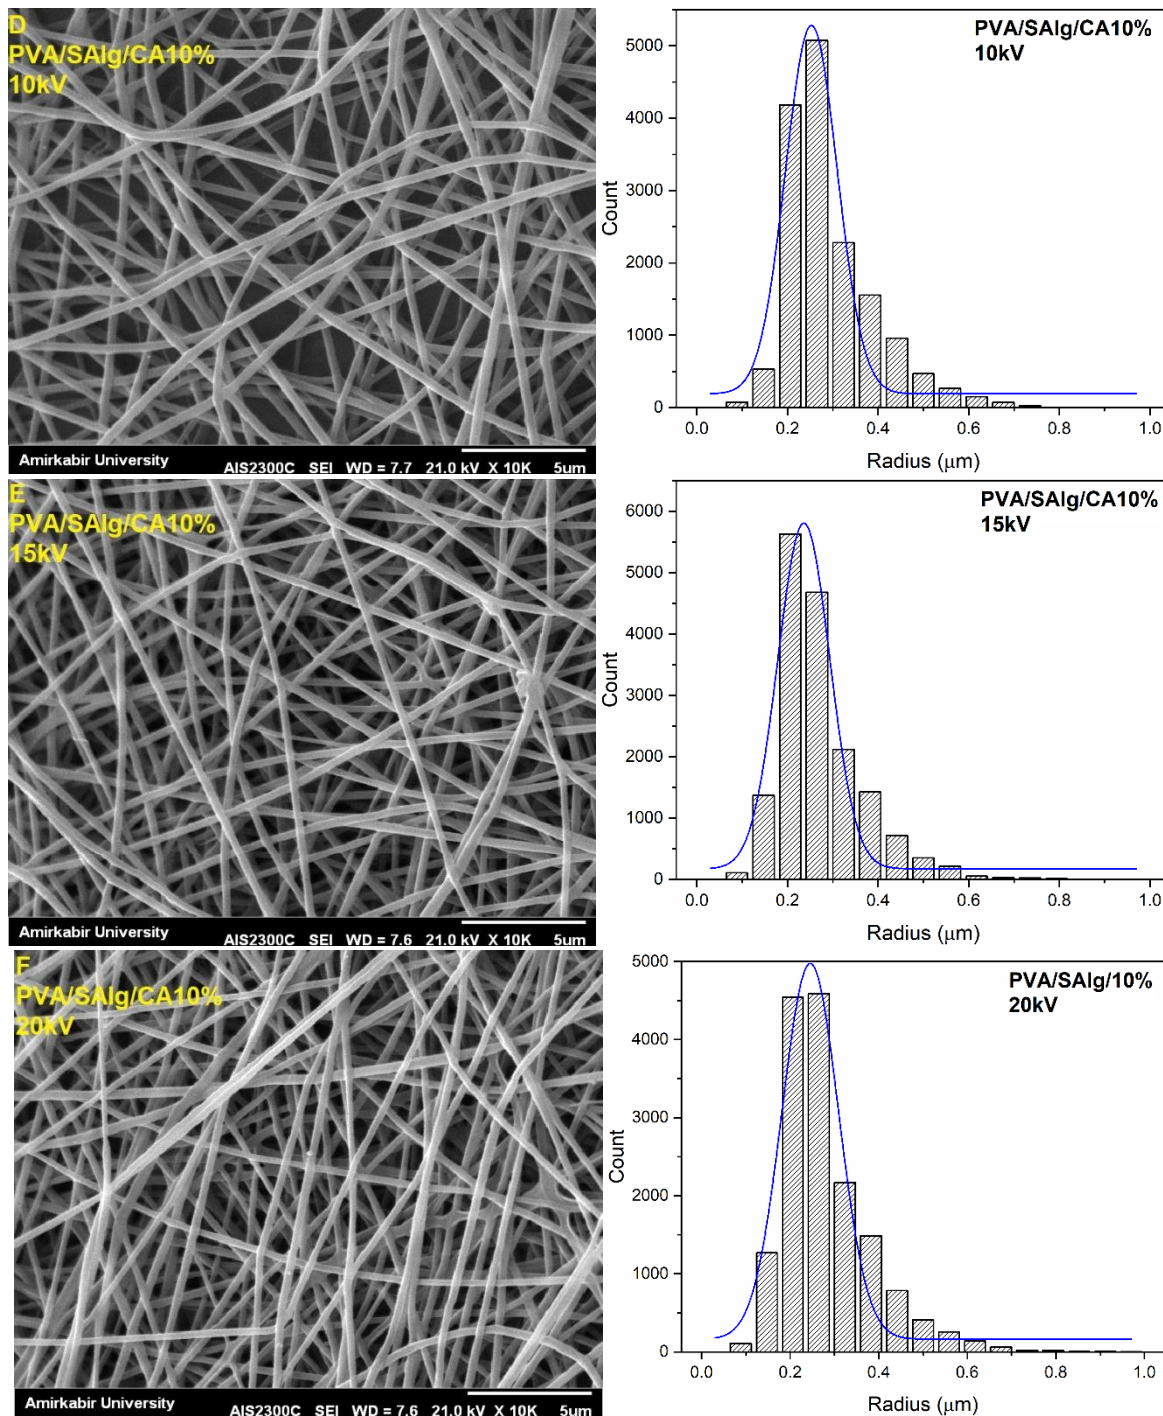 D
PVA/SAlg/CA10%
10kV
Amirkabir University
AIS2300C SEI WD = 7.7 21.0 kV X 10K 5um
PVA/SAlg/CA10%
10kV
Count
5000
4000
3000
2000
1000
0
0.0 0.2 0.4 0.6 0.8 1.0
Radius (μm)
E
PVA/SAlg/CA10%
15kV
Amirkabir University
AIS2300C SEI WD = 7.6 21.0 kV X 10K 5um
PVA/SAlg/CA10%
15kV
Count
6000
5000
4000
3000
2000
1000
0
0.0 0.2 0.4 0.6 0.8 1.0
Radius (μm)
F
PVA/SAlg/CA10%
20kV
Amirkabir University
AIS2300C SEI WD = 7.6 21.0 kV X 10K 5um
PVA/SAlg/10%
20kV
Count
5000
4000
3000
2000
1000
0
0.0 0.2 0.4 0.6 0.8 1.0
Radius (μm)